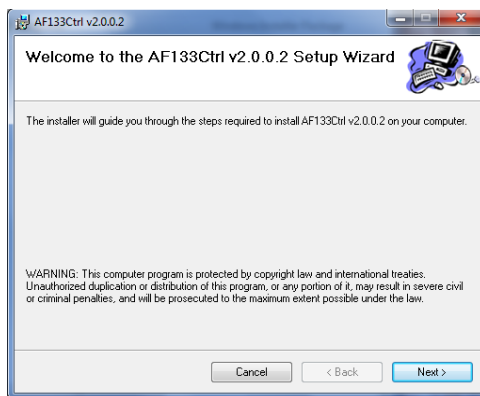 AF133Ctrl v2.0.0.2
Welcome to the AF133Ctrl v2.0.0.2 Setup Wizard
The installer will guide you through the steps required to install AF133Ctrl v2.0.0.2 on your computer.
WARNING: This computer program is protected by copyright law and international treaties.
Unauthorized duplication or distribution of this program, or any portion of it, may result in severe civil
or criminal penalties, and will be prosecuted to the maximum extent possible under the law.
Cancel < Back Next >